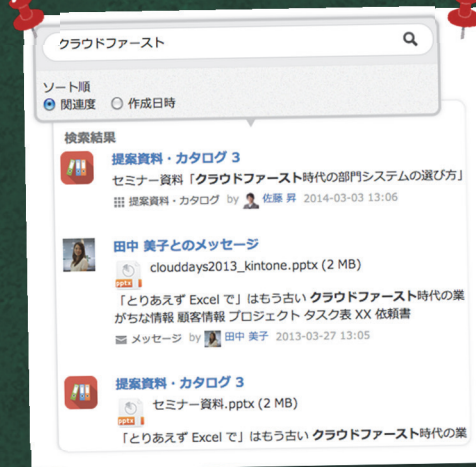 クラウドファースト
ソート順
関連度 作成日時
検索結果
提案資料・カタログ 3
セミナー資料「クラウドファースト時代の部門システムの選び方」
提案資料・カタログ by 佐藤 昇 2014-03-03 13:06
田中 美子とのメッセージ
pptx
clouddays2013_kintone.pptx (2 MB)
「とりあえず Excel で」はもう古い クラウドファースト時代の業
がちな情報 顧客情報 プロジェクト タスク表 XX 依頼書
メッセージ by 田中 美子 2013-03-27 13:05
提案資料・カタログ 3
pptx
セミナー資料.pptx (2 MB)
「とりあえず Excel で」はもう古い クラウドファースト時代の業